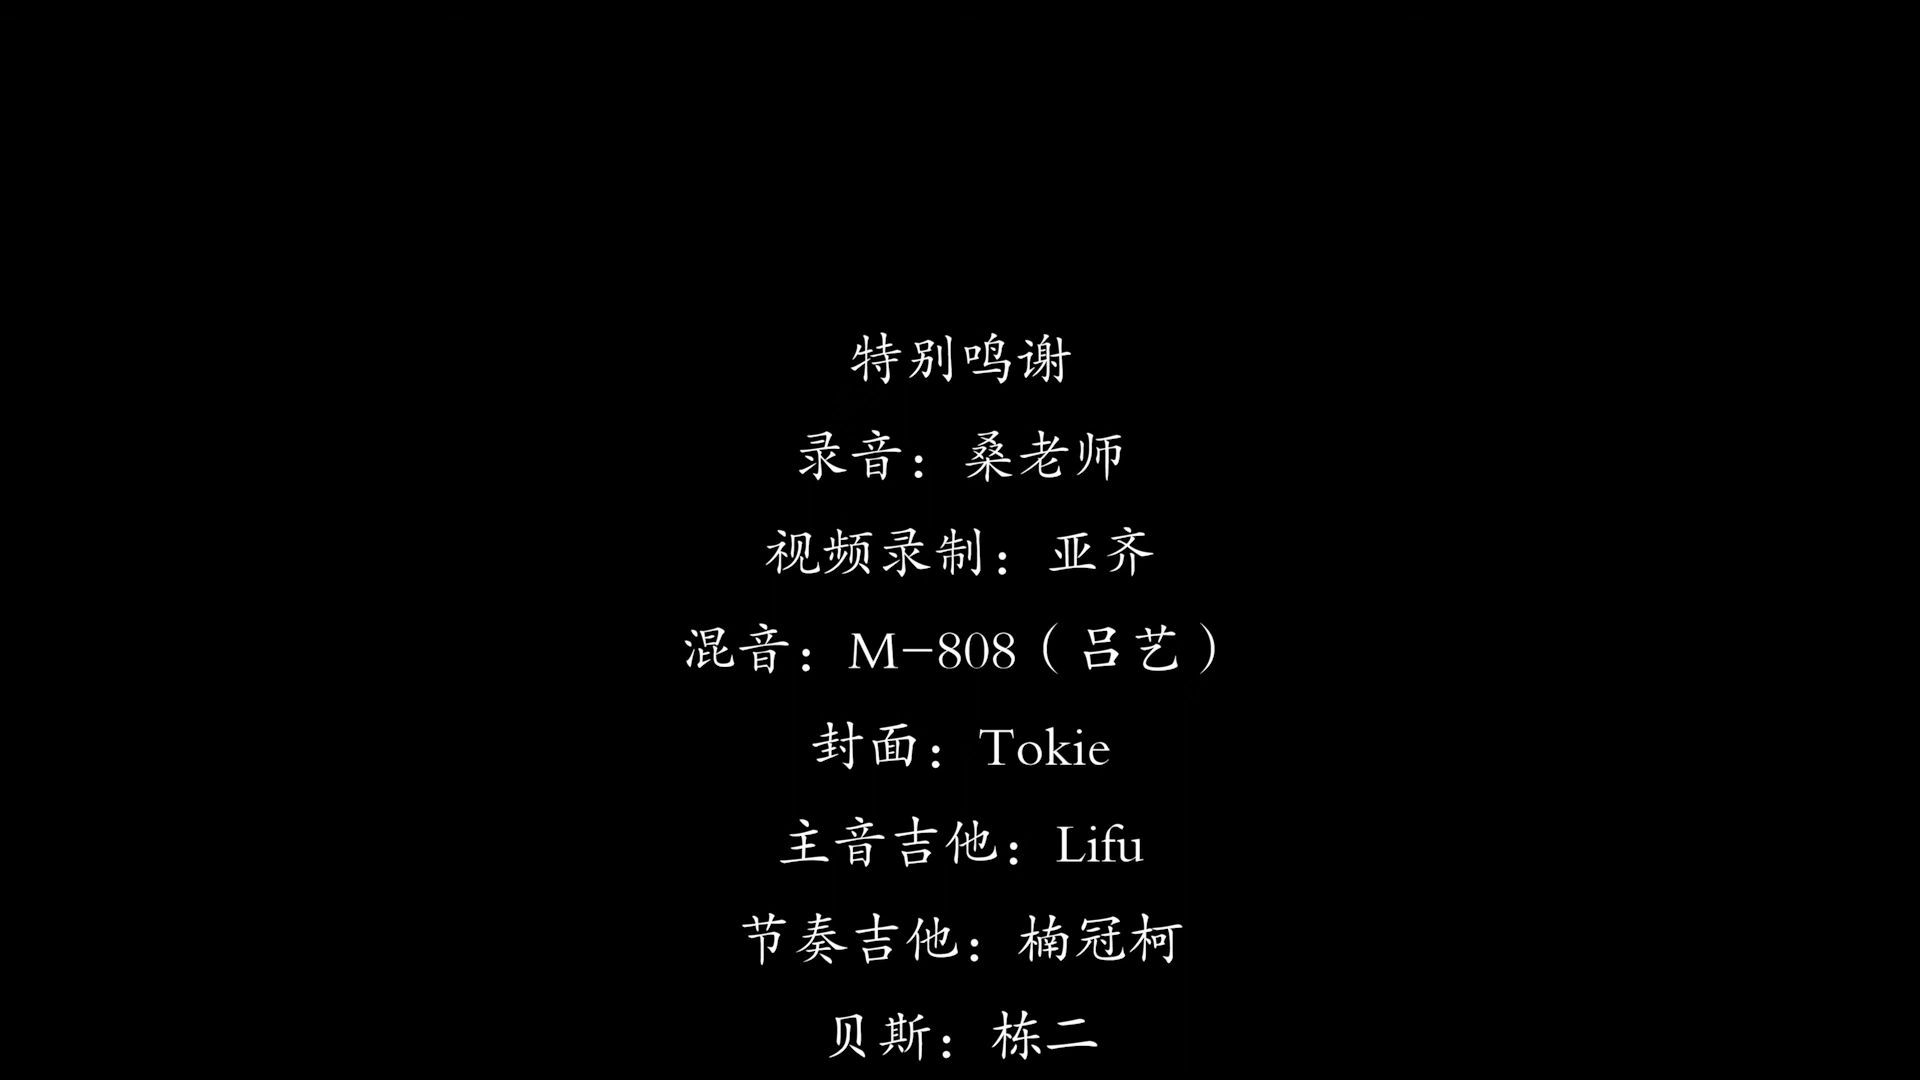 特别鸣谢
录音：桑老师
视频录制：亚齐
混音：M-808（吕艺）
封面：Tokie
主音吉他：Lifu
节奏吉他：楠冠柯
贝斯：栋二